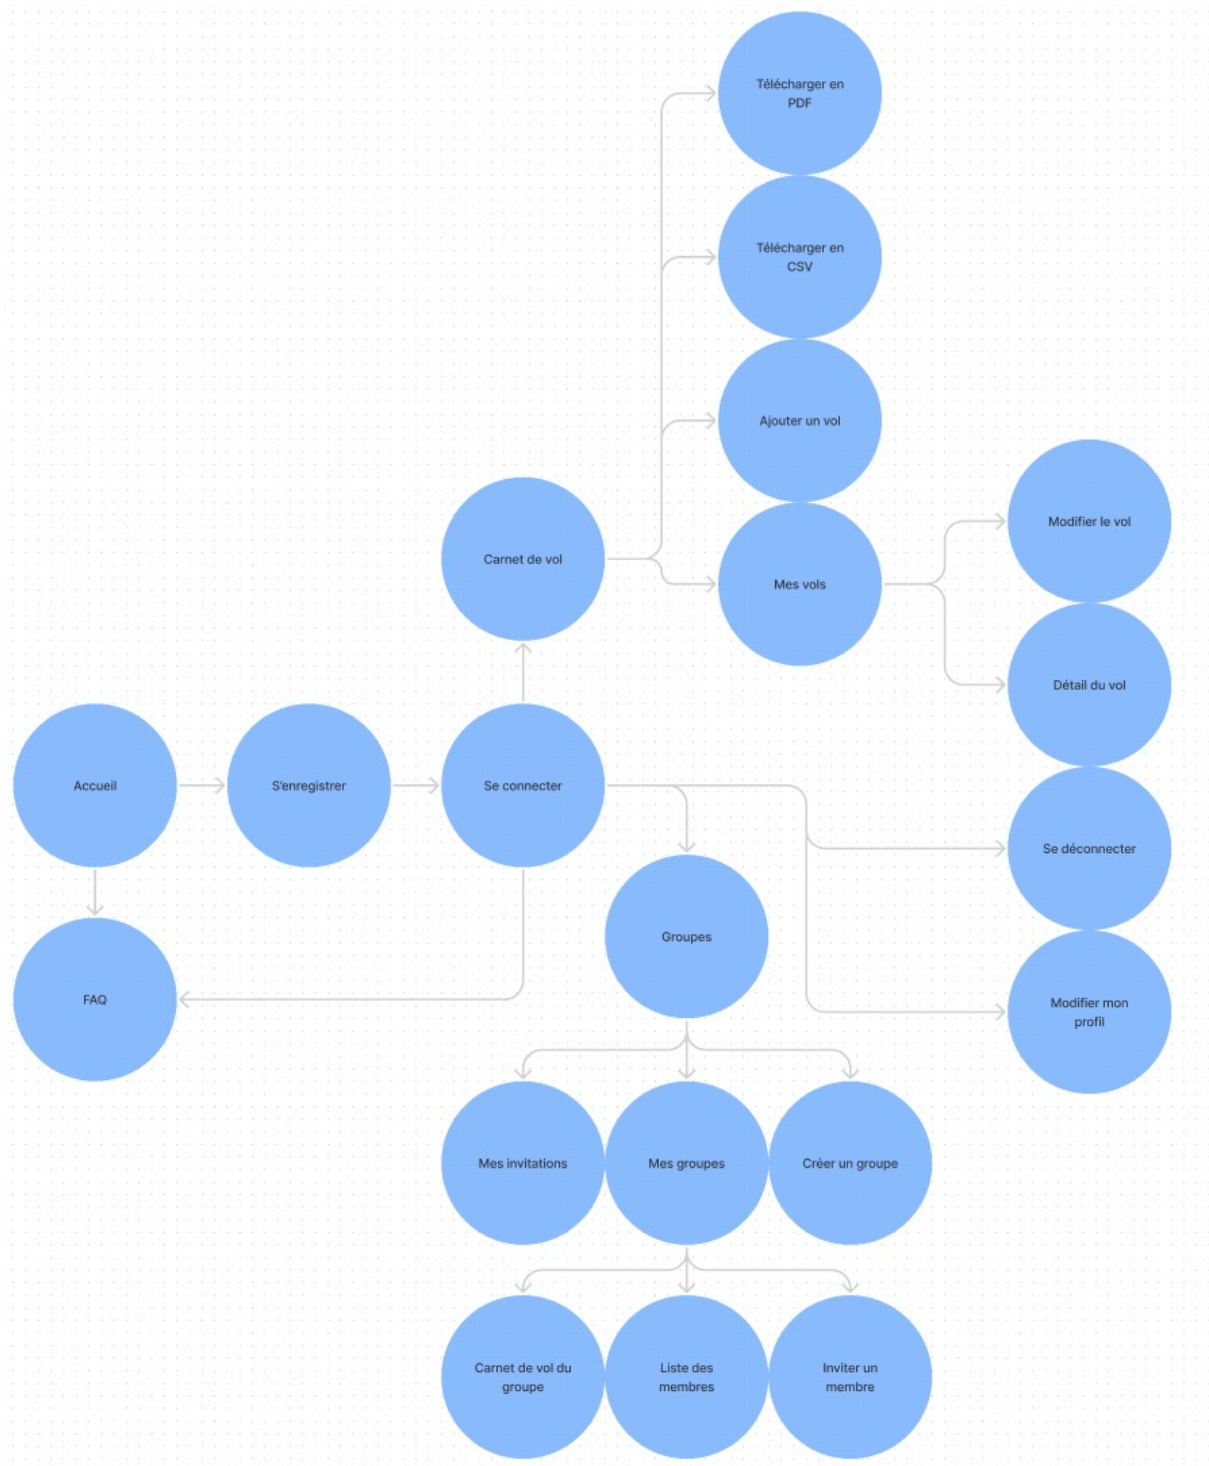 Télécharger en
PDF
Télécharger en
CSV
Ajouter un vol
Modifier le vol
Carnet de vol
Mes vols
Détail du vol
Accueil
S'enregistrer
Se connecter
Se déconnecter
Groupes
FAQ
Modifier mon
profil
Mes invitations
Mes groupes
Créer un groupe
Carnet de vol du
groupe
Liste des
membres
Inviter un
membre